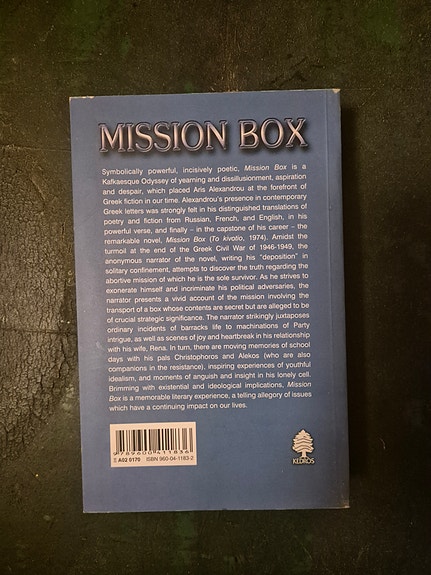 MISSION BOX
Symbolically powerful, incisively poetic, Mission Box is a
Kafkaesque Odyssey of yearning and dissillusionment, aspiration
and despair, which placed Aris Alexandrou at the forefront of
Greek fiction in our time. Alexandrou's presence in contemporary
Greek letters was strongly felt in his distinguished translations of
poetry and fiction from Russian, French, and English, in his
powerful verse, and finally – in the capstone of his career – the
remarkable novel, Mission Box (To kivotio, 1974). Amidst the
turmoil at the end of the Greek Civil War of 1946-1949, the
anonymous narrator of the novel, writing his "deposition" in
solitary confinement, attempts to discover the truth regarding the
abortive mission of which he is the sole survivor. As he strives to
exonerate himself and incriminate his political adversaries, the
narrator presents a vivid account of the mission involving the
transport of a box whose contents are secret but are alleged to be
of crucial strategic significance. The narrator strikingly juxtaposes
ordinary incidents of barracks life to machinations of Party
intrigue, as well as scenes of joy and heartbreak in his relationship
with his wife, Rena. In turn, there are moving memories of school
days with his pals Christophoros and Alekos (who are also
companions in the resistance), inspiring experiences of youthful
idealism, and moments of anguish and insight in his lonely cell.
Brimming with existential and ideological implications, Mission
Box is a memorable literary experience, a telling allegory of issues
which have a continuing impact on our lives.
9 789600 411836
Ξ A02 0170 ISBN 960-04-1183-2
KEDROS